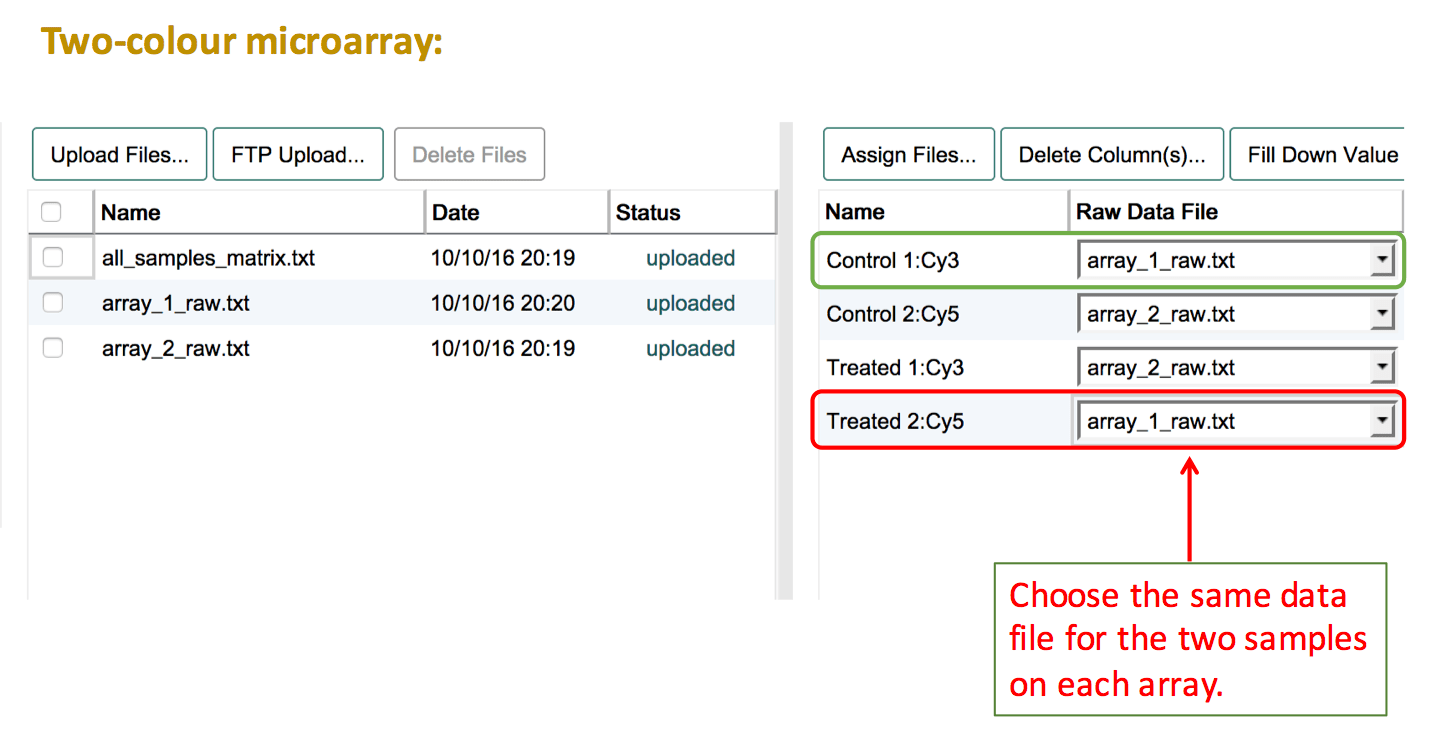 Two-colour microarray:
Upload Files... FTP Upload... Delete Files
Name Date Status
all_samples_matrix.txt 10/10/16 20:19 uploaded
array_1_raw.txt 10/10/16 20:20 uploaded
array_2_raw.txt 10/10/16 20:19 uploaded
Assign Files... Delete Column(s)... Fill Down Value
Name Raw Data File
Control 1:Cy3 array_1_raw.txt
Control 2:Cy5 array_2_raw.txt
Treated 1:Cy3 array_2_raw.txt
Treated 2:Cy5 array_1_raw.txt
Choose the same data
file for the two samples
on each array.